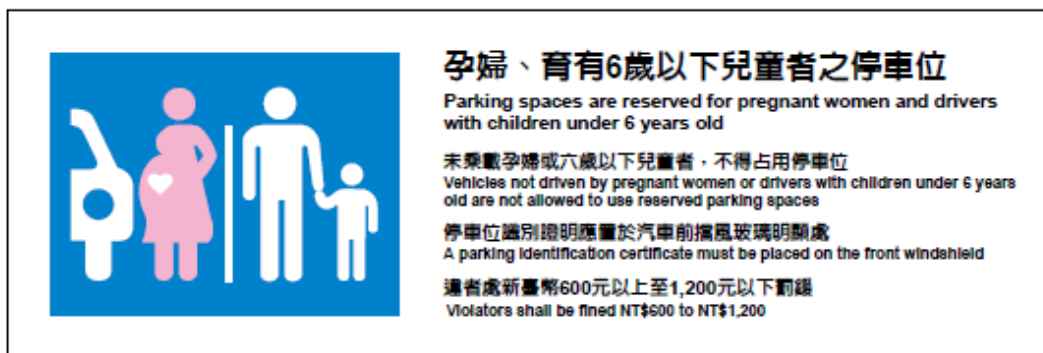 孕婦、育有6歲以下兒童者之停車位
Parking spaces are reserved for pregnant women and drivers
with children under 6 years old
未乘載孕婦或六歲以下兒童者，不得占用停車位
Vehicles not driven by pregnant women or drivers with children under 6 years
old are not allowed to use reserved parking spaces
停車位識別證明應置於汽車前擋風玻璃明顯處
A parking identification certificate must be placed on the front windshield
違者處新臺幣600元以上至1,200元以下罰鍰
Violators shall be fined NT$600 to NT$1,200